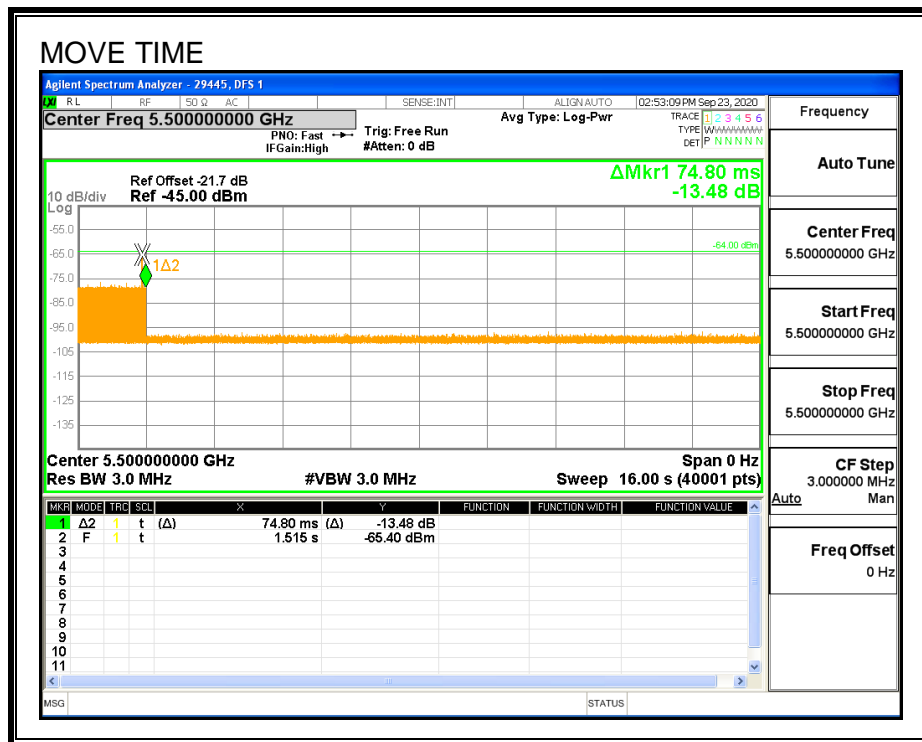 MOVE TIME
Agilent Spectrum Analyzer - 29445, DFS 1
LXI RL RF 50 Ω AC SENSE:INT ALIGN AUTO 02:53:09 PM Sep 23, 2020
Center Freq 5.500000000 GHz
PNO: Fast
IFGain:High
Trig: Free Run
#Atten: 0 dB
Avg Type: Log-Pwr
TRACE 1 2 3 4 5 6
TYPE WWWWWW
DET P N N N N N
Frequency
Auto Tune
Center Freq
5.500000000 GHz
Start Freq
5.500000000 GHz
Stop Freq
5.500000000 GHz
CF Step
3.000000 MHz
Auto Man
Freq Offset
0 Hz
Ref Offset -21.7 dB
10 dB/div Ref -45.00 dBm
Log
ΔMkr1 74.80 ms
-13.48 dB
-55.0
-65.0
-75.0
-85.0
-95.0
-105
-115
-125
-135
-64.00 dBm
1Δ2
Center 5.500000000 GHz Span 0 Hz
Res BW 3.0 MHz #VBW 3.0 MHz Sweep 16.00 s (40001 pts)
MKR MODE TRC SCL X Y FUNCTION FUNCTION WIDTH FUNCTION VALUE
1 Δ2 1 t (Δ) 74.80 ms (Δ) -13.48 dB
2 F 1 t 1.515 s -65.40 dBm
3
4
5
6
7
8
9
10
11
MSG STATUS